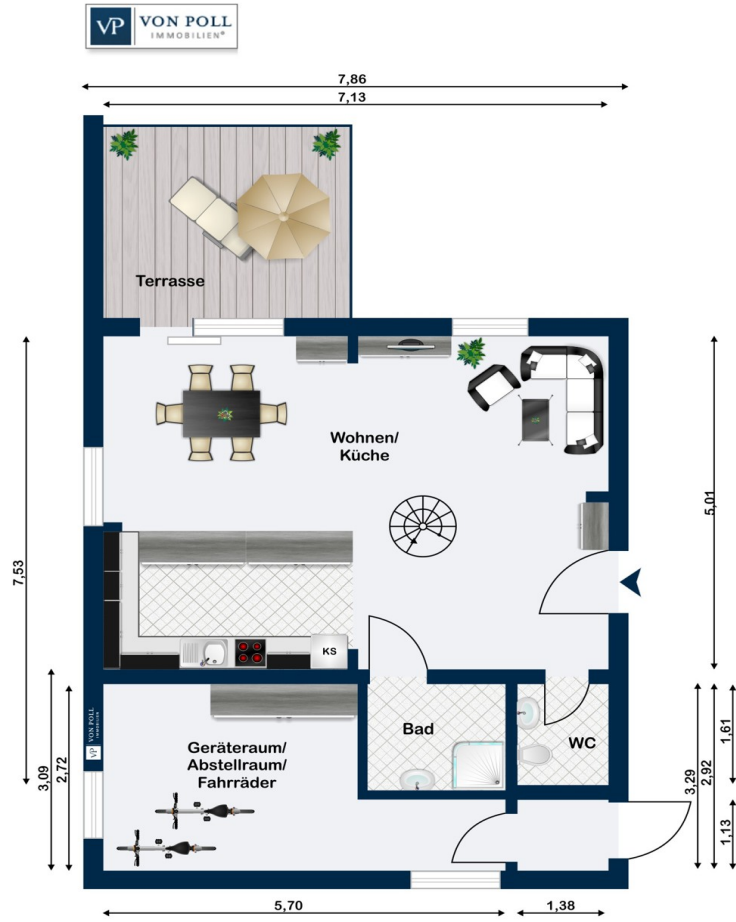 VP VON POLL
IMMOBILIEN®
7,86
7,13
Terrasse
Wohnen/
Küche
5,01
7,53
KS
VP VON POLL
IMMOBILIEN
Bad
WC
Geräteraum/
Abstellraum/
Fahrräder
3,09
2,72
3,29
2,92
1,61
1,13
5,70
1,38